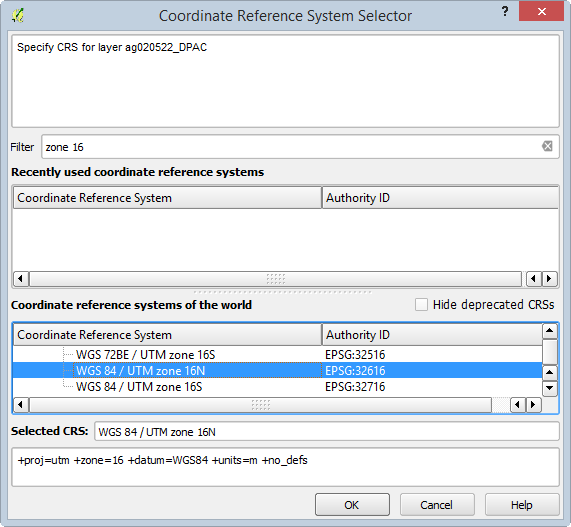 Coordinate Reference System Selector
?
Specify CRS for layer ag020522_DPAC
Filter zone 16
Recently used coordinate reference systems
Coordinate Reference System Authority ID
Coordinate reference systems of the world Hide deprecated CRSs
Coordinate Reference System Authority ID
WGS 72BE / UTM zone 16S EPSG:32516
WGS 84 / UTM zone 16N EPSG:32616
WGS 84 / UTM zone 16S EPSG:32716
Selected CRS: WGS 84 / UTM zone 16N
+proj=utm +zone=16 +datum=WGS84 +units=m +no_defs
OK Cancel Help